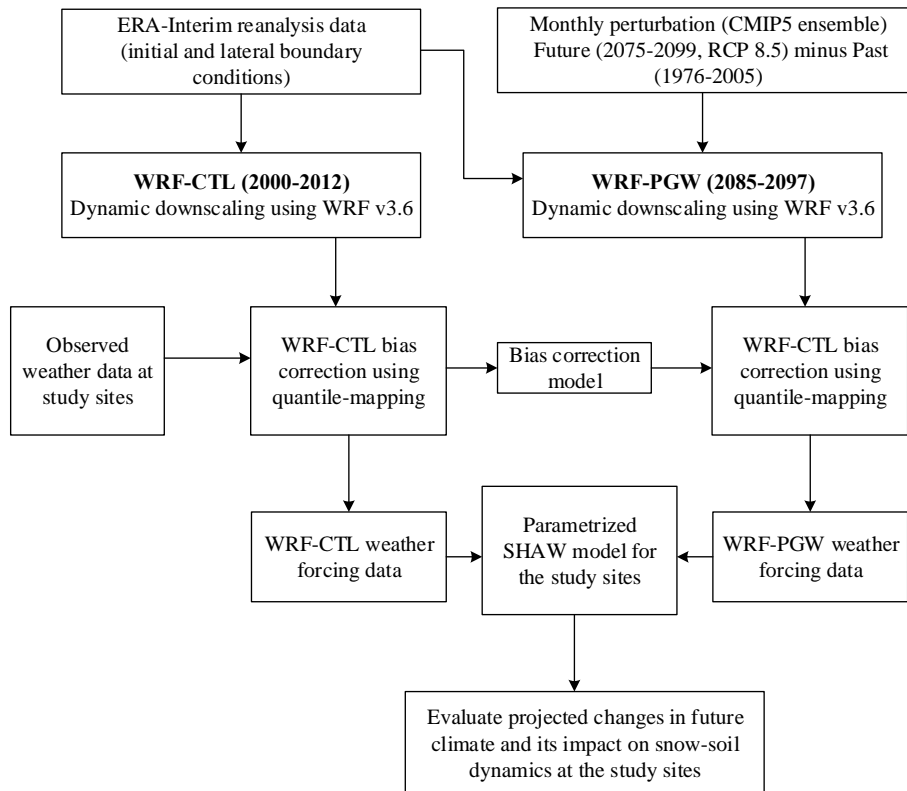 ERA-Interim reanalysis data
(initial and lateral boundary
conditions)
Monthly perturbation (CMIP5 ensemble)
Future (2075-2099, RCP 8.5) minus Past
(1976-2005)
WRF-CTL (2000-2012)
Dynamic downscaling using WRF v3.6
WRF-PGW (2085-2097)
Dynamic downscaling using WRF v3.6
Observed
weather data at
study sites
WRF-CTL bias
correction using
quantile-mapping
Bias correction
model
WRF-CTL bias
correction using
quantile-mapping
WRF-CTL weather
forcing data
Parametrized
SHAW model for
the study sites
WRF-PGW weather
forcing data
Evaluate projected changes in future
climate and its impact on snow-soil
dynamics at the study sites